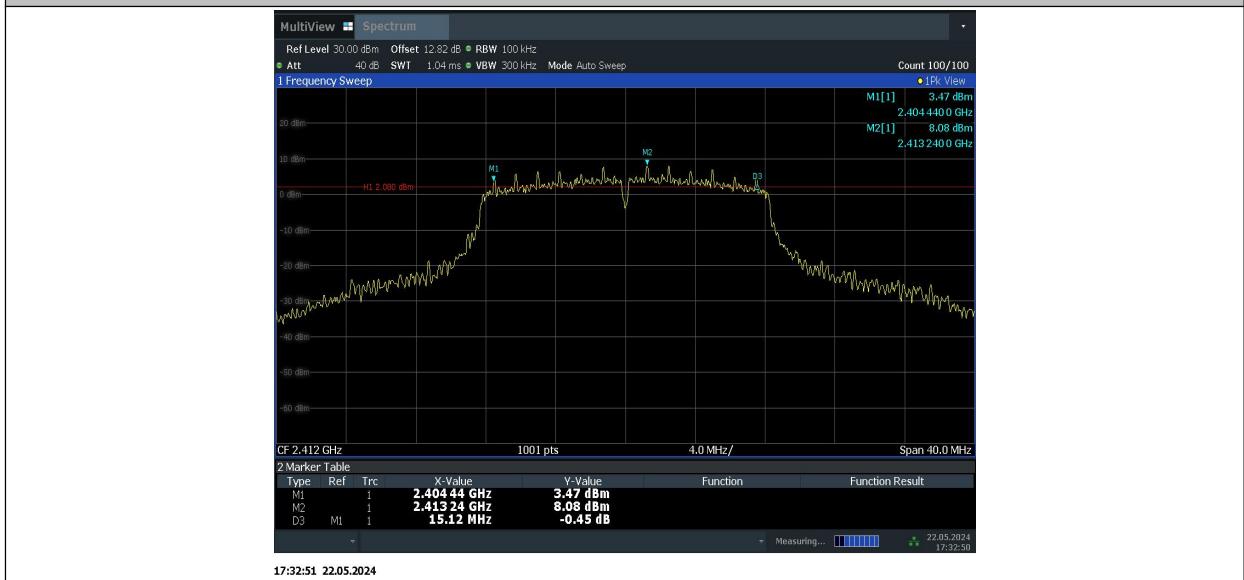 MultiView Spectrum
Ref Level 30.00 dBm Offset 12.82 dB RBW 100 kHz
Att 40 dB SWT 1.04 ms VBW 300 kHz Mode Auto Sweep Count 100/100
1 Frequency Sweep 1Pk View
M1[1] 3.47 dBm
2.404 440 0 GHz
M2[1] 8.08 dBm
2.413 240 0 GHz
20 dBm
10 dBm
M2
M1
D3
H1 2.080 dBm
0 dBm
-10 dBm
-20 dBm
-30 dBm
-40 dBm
-50 dBm
-60 dBm
CF 2.412 GHz 1001 pts 4.0 MHz/ Span 40.0 MHz
2 Marker Table
Type Ref Trc X-Value Y-Value Function Function Result
M1 1 2.404 44 GHz 3.47 dBm
M2 1 2.413 24 GHz 8.08 dBm
D3 M1 1 15.12 MHz -0.45 dB
Measuring... 22.05.2024
17:32:50
17:32:51 22.05.2024